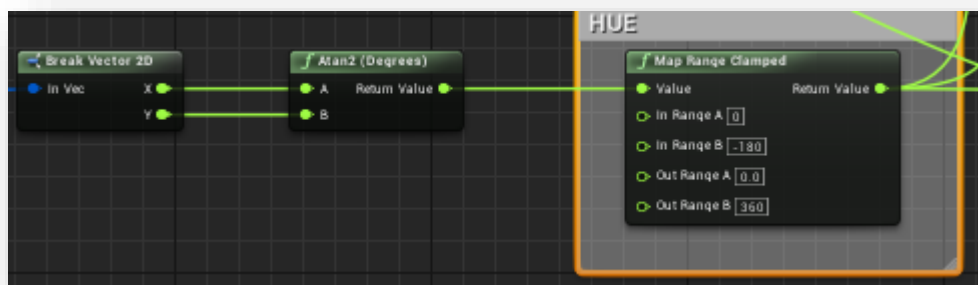 HUE
Break Vector 2D
In Vec X
Y
f Atan2 (Degrees)
A Return Value
B
f Map Range Clamped
Value Return Value
In Range A 0
In Range B -180
Out Range A 0.0
Out Range B 360